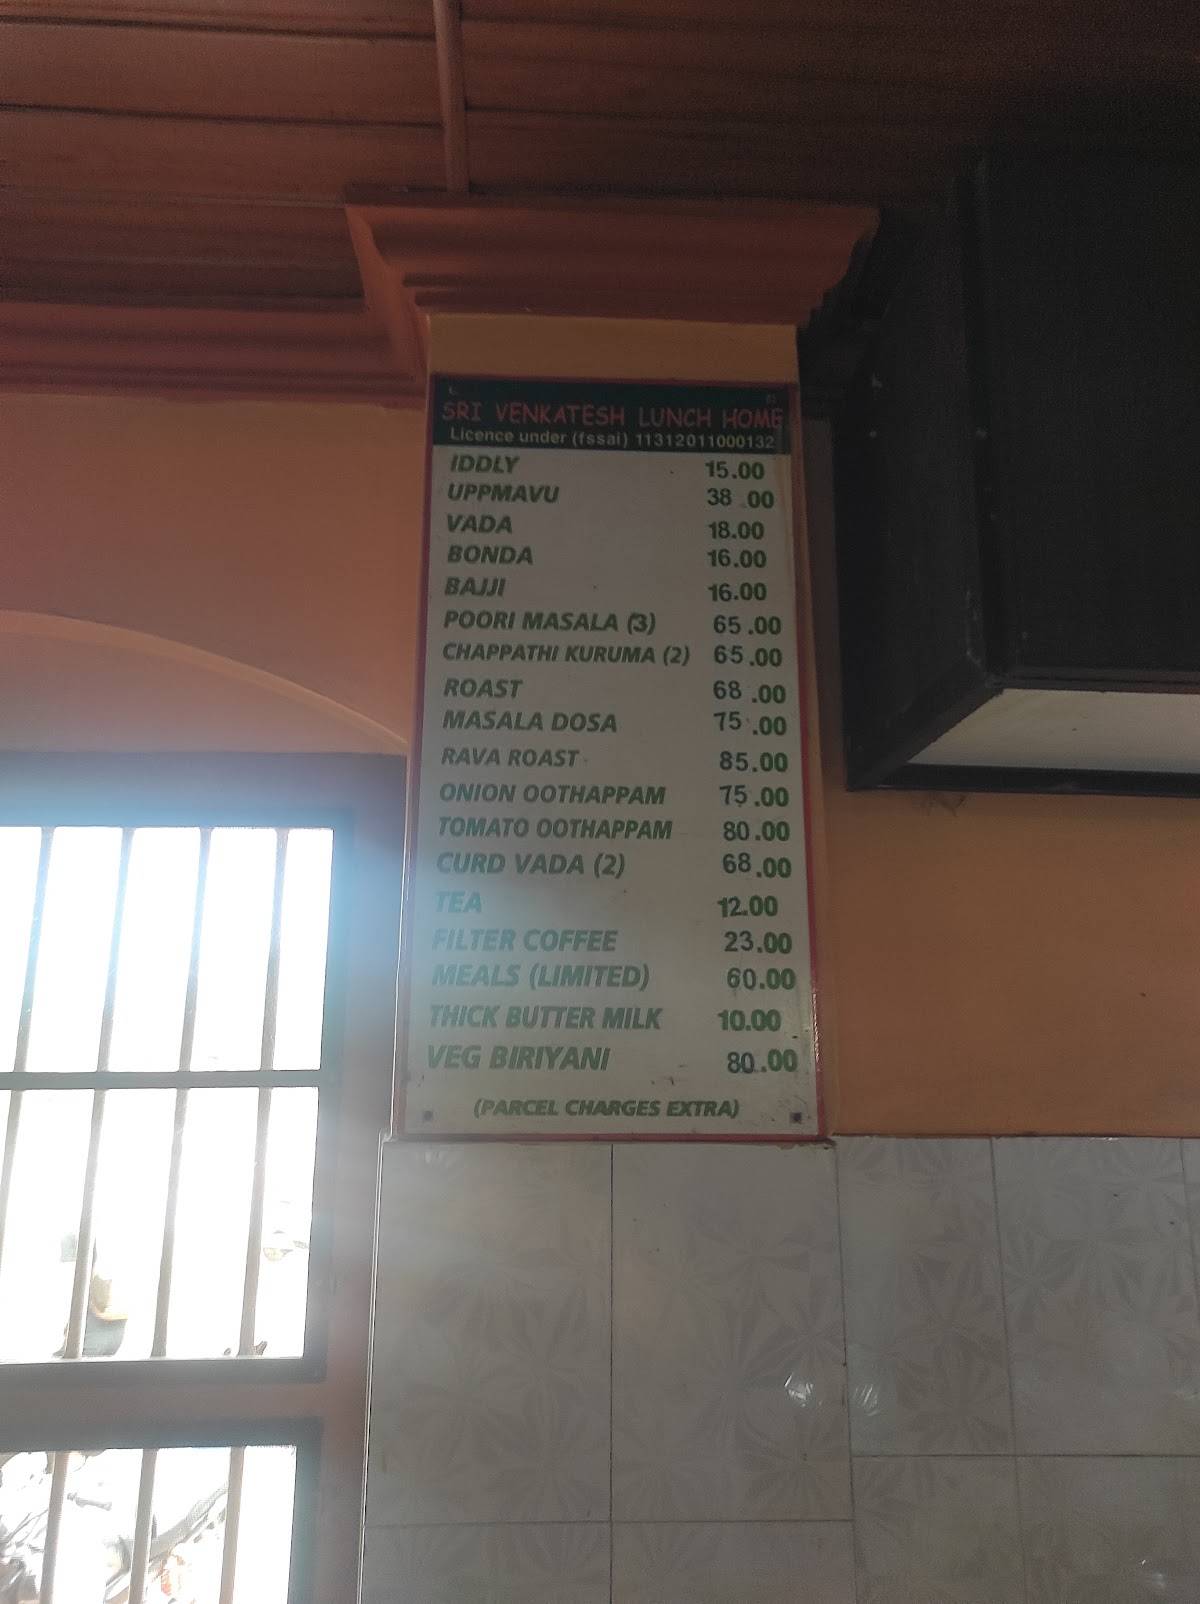 SRI VENKATESH LUNCH HOME
Licence under (fssai) 11312011000132
IDDLY 15.00
UPPMAVU 38.00
VADA 18.00
BONDA 16.00
BAJJI 16.00
POORI MASALA (3) 65.00
CHAPPATHI KURUMA (2) 65.00
ROAST 68.00
MASALA DOSA 75.00
RAVA ROAST 85.00
ONION OOTHAPPAM 75.00
TOMATO OOTHAPPAM 80.00
CURD VADA (2) 68.00
TEA 12.00
FILTER COFFEE 23.00
MEALS (LIMITED) 60.00
THICK BUTTER MILK 10.00
VEG BIRIYANI 80.00
(PARCEL CHARGES EXTRA)